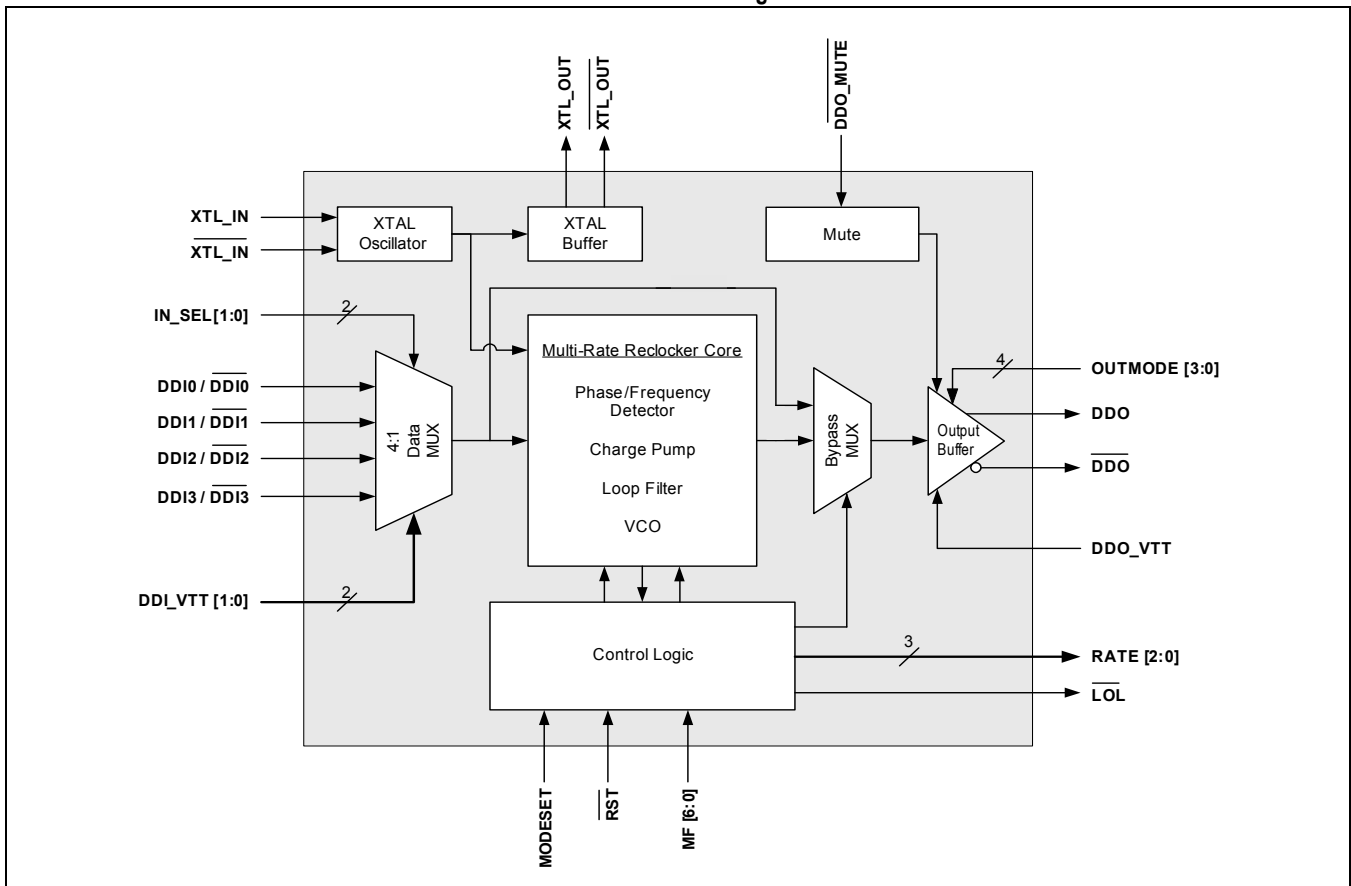 XTL_OUT
XTL_OUT
DDO_MUTE
XTL_IN
XTL_IN
XTAL
Oscillator
XTAL
Buffer
Mute
IN_SEL[1:0]
2
DDI0 / DDI0
DDI1 / DDI1
DDI2 / DDI2
DDI3 / DDI3
4:1
Data
MUX
DDI_VTT [1:0]
2
Multi-Rate Reclocker Core
Phase/Frequency
Detector
Charge Pump
Loop Filter
VCO
Bypass
MUX
Output
Buffer
4
OUTMODE [3:0]
DDO
DDO
DDO_VTT
Control Logic
3
RATE [2:0]
LOL
MODESET
RST
MF [6:0]